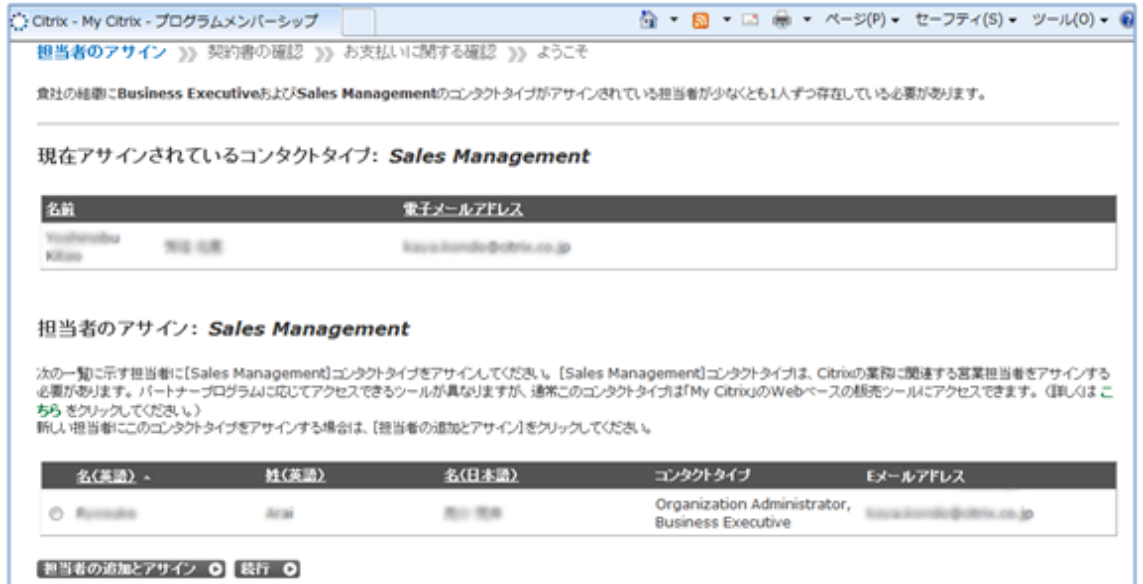 Citrix - My Citrix - プログラムメンバーシップ
ページ(P) セーフティ(S) ツール(O)
担当者のアサイン 》 契約書の確認 》 お支払いに関する確認 》 ようこそ
貴社の組織にBusiness ExecutiveおよびSales Managementのコンタクトタイプがアサインされている担当者が少なくとも1人ずつ存在している必要があります。
現在アサインされているコンタクトタイプ: Sales Management
名前 電子メールアドレス
担当者のアサイン: Sales Management
次の一覧に示す担当者に[Sales Management]コンタクトタイプをアサインしてください。[Sales Management]コンタクトタイプは、Citrixの業務に関連する営業担当者をアサインする
必要があります。パートナープログラムに応じてアクセスできるツールが異なりますが、通常このコンタクトタイプは「My Citrix」のWebベースの販売ツールにアクセスできます。（詳しくは こ
ちら をクリックしてください。）
新しい担当者にこのコンタクトタイプをアサインする場合は、[担当者の追加とアサイン]をクリックしてください。
名(英語) 姓(英語) 名(日本語) コンタクトタイプ Eメールアドレス
Arai Organization Administrator,
Business Executive
担当者の追加とアサイン 続行